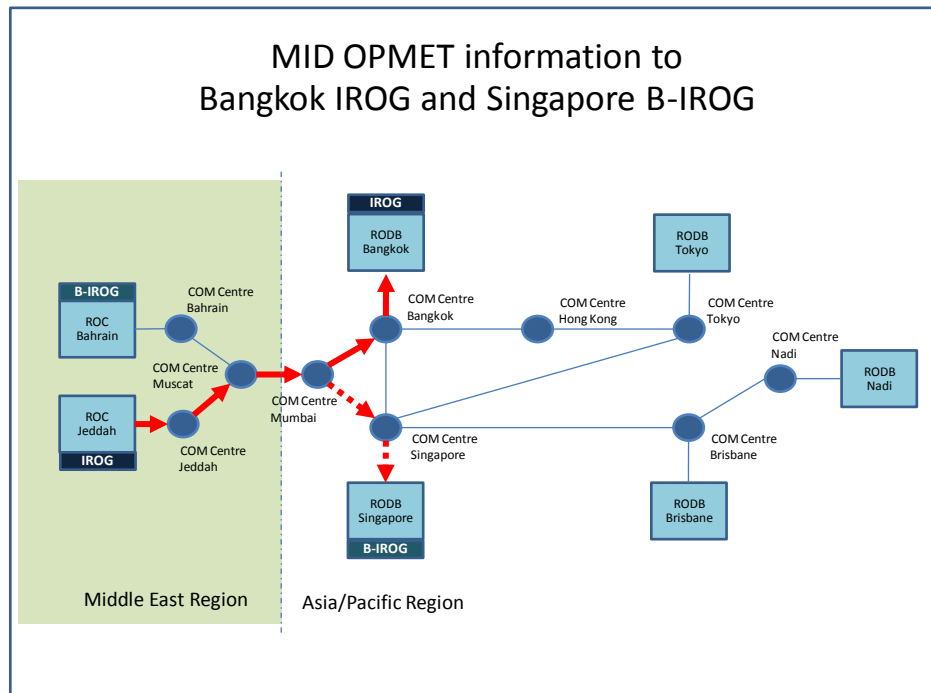 MID OPMET information to
Bangkok IROG and Singapore B-IROG
IROG
RODB
Bangkok
RODB
Tokyo
B-IROG
ROC
Bahrain
COM Centre
Bahrain
COM Centre
Bangkok
COM Centre
Hong Kong
COM Centre
Tokyo
COM Centre
Nadi
RODB
Nadi
COM Centre
Muscat
COM Centre
Mumbai
ROC
Jeddah
IROG
COM Centre
Jeddah
COM Centre
Singapore
COM Centre
Brisbane
RODB
Singapore
B-IROG
RODB
Brisbane
Middle East Region
Asia/Pacific Region